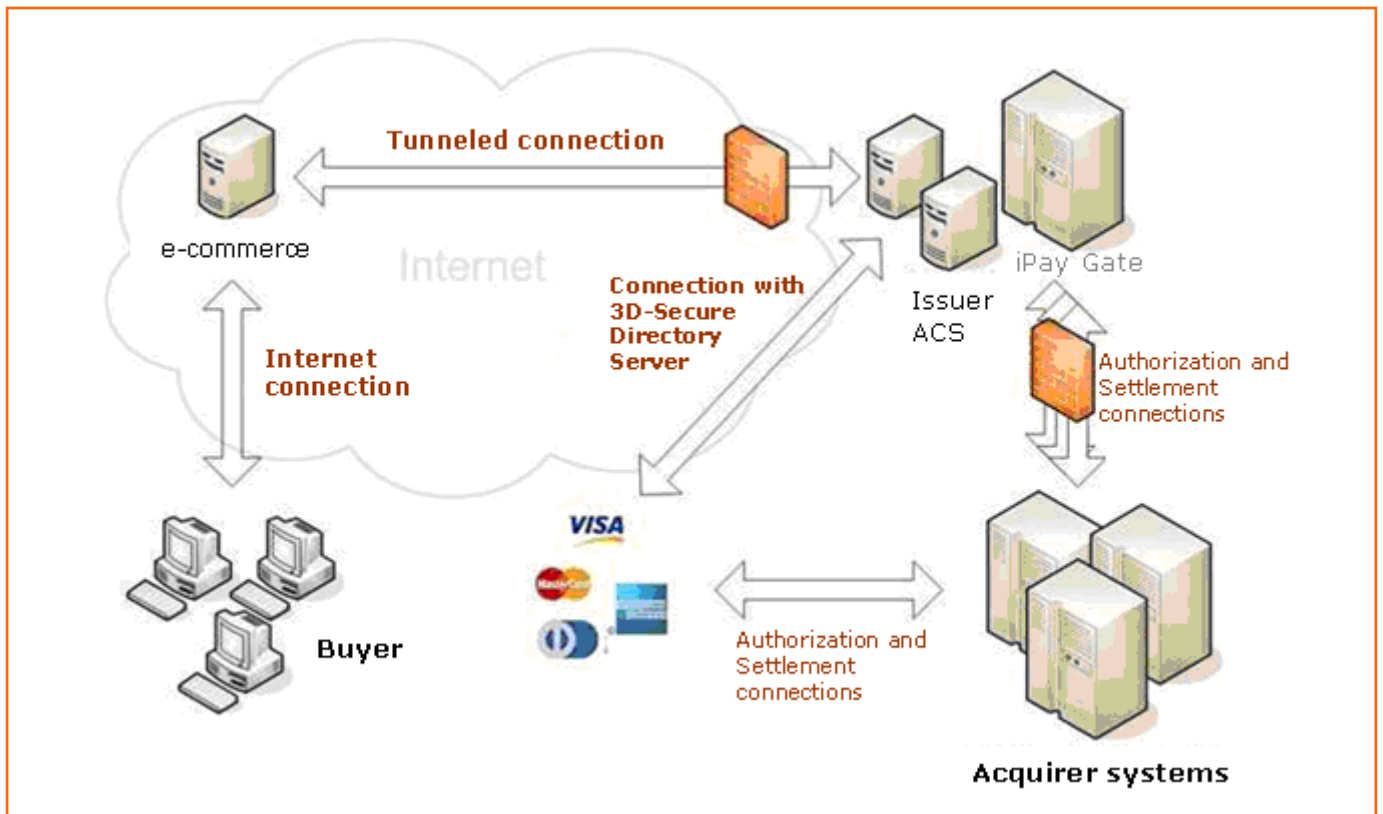 Tunneled connection
e-commerce
Internet
iPay Gate
Connection with
3D-Secure
Directory
Server
Issuer
ACS
Internet
connection
Authorization and
Settlement
connections
VISA
MasterCard
Buyer
Authorization and
Settlement
connections
Acquirer systems